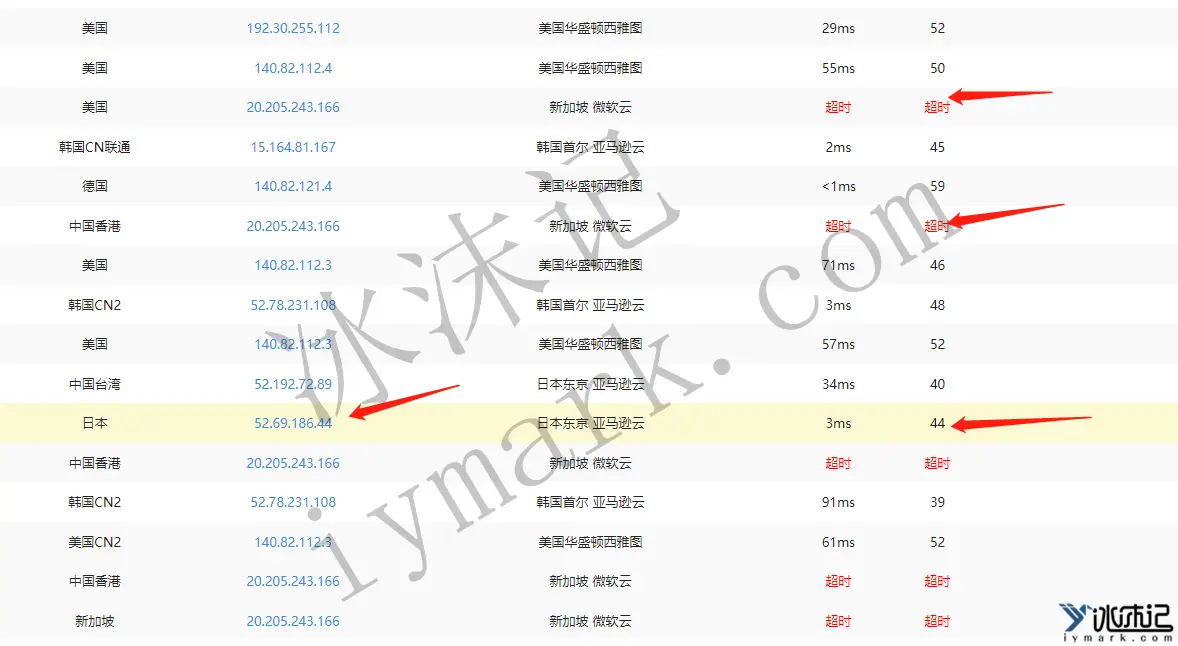 美国 192.30.255.112 美国华盛顿西雅图 29ms 52
美国 140.82.112.4 美国华盛顿西雅图 55ms 50
美国 20.205.243.166 新加坡 微软云 超时 超时
韩国CN联通 15.164.81.167 韩国首尔 亚马逊云 2ms 45
德国 140.82.121.4 美国华盛顿西雅图 <1ms 59
中国香港 20.205.243.166 新加坡 微软云 超时 超时
美国 140.82.112.3 美国华盛顿西雅图 71ms 46
韩国CN2 52.78.231.108 韩国首尔 亚马逊云 3ms 48
美国 140.82.112.3 美国华盛顿西雅图 57ms 52
中国台湾 52.192.72.89 日本东京 亚马逊云 34ms 40
日本 52.69.186.44 日本东京 亚马逊云 3ms 44
中国香港 20.205.243.166 新加坡 微软云 超时 超时
韩国CN2 52.78.231.108 韩国首尔 亚马逊云 91ms 39
美国CN2 140.82.112.3 美国华盛顿西雅图 61ms 52
中国香港 20.205.243.166 新加坡 微软云 超时 超时
新加坡 20.205.243.166 新加坡 微软云 超时 超时
冰沫记
iymark.com
冰沫记
iymark.com